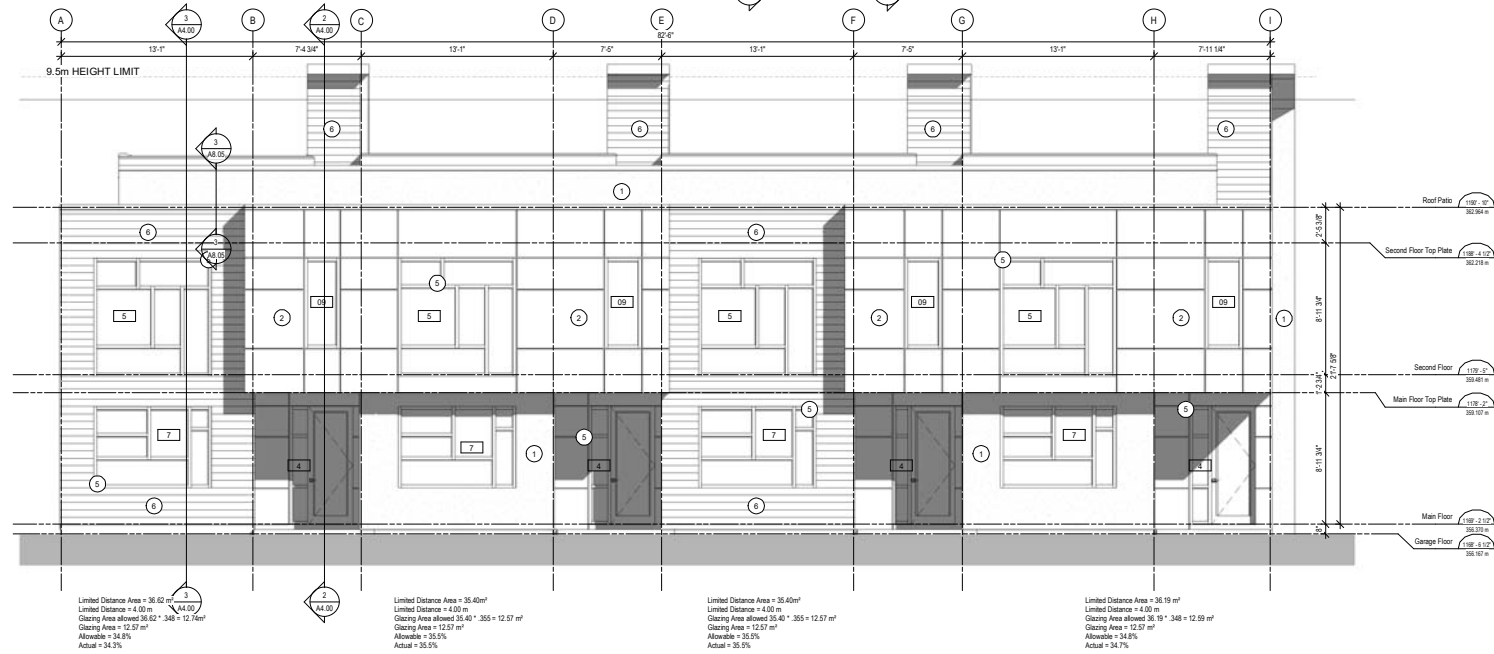 A
3
A4.00
B
2
A4.00
C
D
E
F
G
H
I
82'-6"
13'-1"
7'-4 3/4"
13'-1"
7'-5"
13'-1"
7'-5"
13'-1"
7'-11 1/4"
9.5m HEIGHT LIMIT
6
6
6
6
3
A8.05
1
Roof Patio
1190' - 10"
362.964 m
2'-5 3/8"
6
6
3
A8.05
Second Floor Top Plate
1188' - 4 1/2"
362.218 m
5
5
5
09
5
2
5
2
09
5
2
09
5
2
09
1
8'-11 3/4"
21'-7 5/8"
Second Floor
1179' - 5"
359.481 m
1'-2 3/4"
Main Floor Top Plate
1178' - 2"
359.107 m
5
5
7
5
7
7
7
1
1
4
4
4
4
8'-11 3/4"
5
6
6
Main Floor
1169' - 2 1/2"
356.370 m
8"
Garage Floor
1168' - 6 1/2"
356.167 m
3
A4.00
2
A4.00
Limited Distance Area = 36.62 m²
Limited Distance = 4.00 m
Glazing Area allowed 36.62 * .348 = 12.74m²
Glazing Area = 12.57 m²
Allowable = 34.8%
Actual = 34.3%
Limited Distance Area = 35.40m²
Limited Distance = 4.00 m
Glazing Area allowed 35.40 * .355 = 12.57 m²
Glazing Area = 12.57 m²
Allowable = 35.5%
Actual = 35.5%
Limited Distance Area = 35.40m²
Limited Distance = 4.00 m
Glazing Area allowed 35.40 * .355 = 12.57 m²
Glazing Area = 12.57 m²
Allowable = 35.5%
Actual = 35.5%
Limited Distance Area = 36.19 m²
Limited Distance = 4.00 m
Glazing Area allowed 36.19 * .348 = 12.59 m²
Glazing Area = 12.57 m²
Allowable = 34.8%
Actual = 34.7%